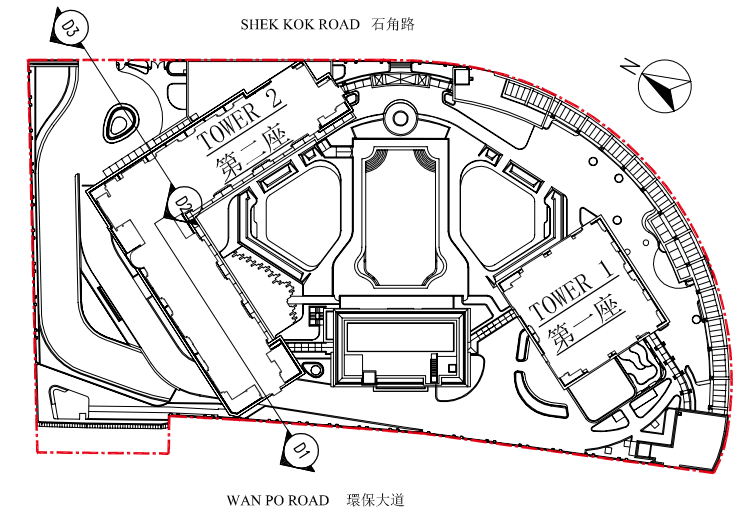 SHEK KOK ROAD 石角路
D3
N
TOWER 2
第二座
D2
TOWER 1
第一座
D1
WAN PO ROAD 環保大道